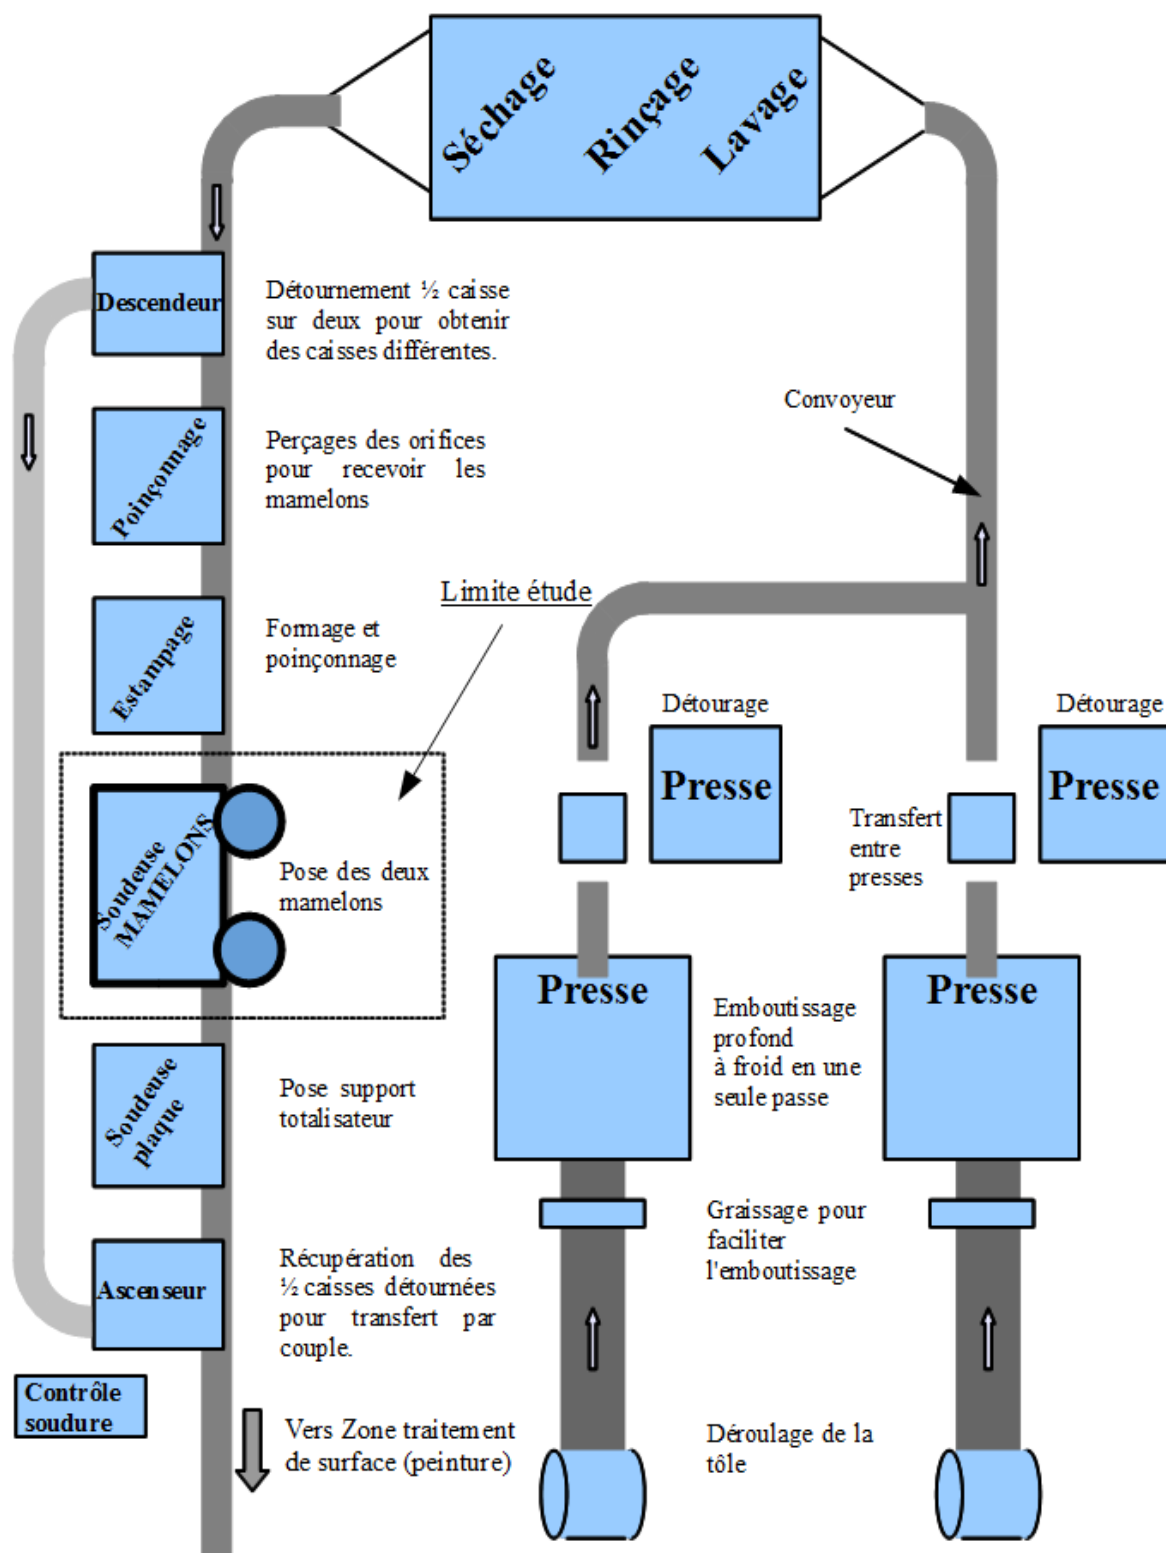 Séchage
Rinçage
Lavage
Descendeur
Détournement ½ caisse
sur deux pour obtenir
des caisses différentes.
Convoyeur
Poinçonnage
Perçages des orifices
pour recevoir les
mamelons
Limite étude
Estampage
Formage et
poinçonnage
Détourage
Détourage
Presse
Presse
Transfert
entre
presses
Soudeuse
MAMELONS
Pose des deux
mamelons
Presse
Presse
Emboutissage
profond
à froid en une
seule passe
Soudeuse
plaque
Pose support
totalisateur
Graissage pour
faciliter
l'emboutissage
Ascenseur
Récupération des
½ caisses détournées
pour transfert par
couple.
Contrôle
soudure
Vers Zone traitement
de surface (peinture)
Déroulage de la
tôle